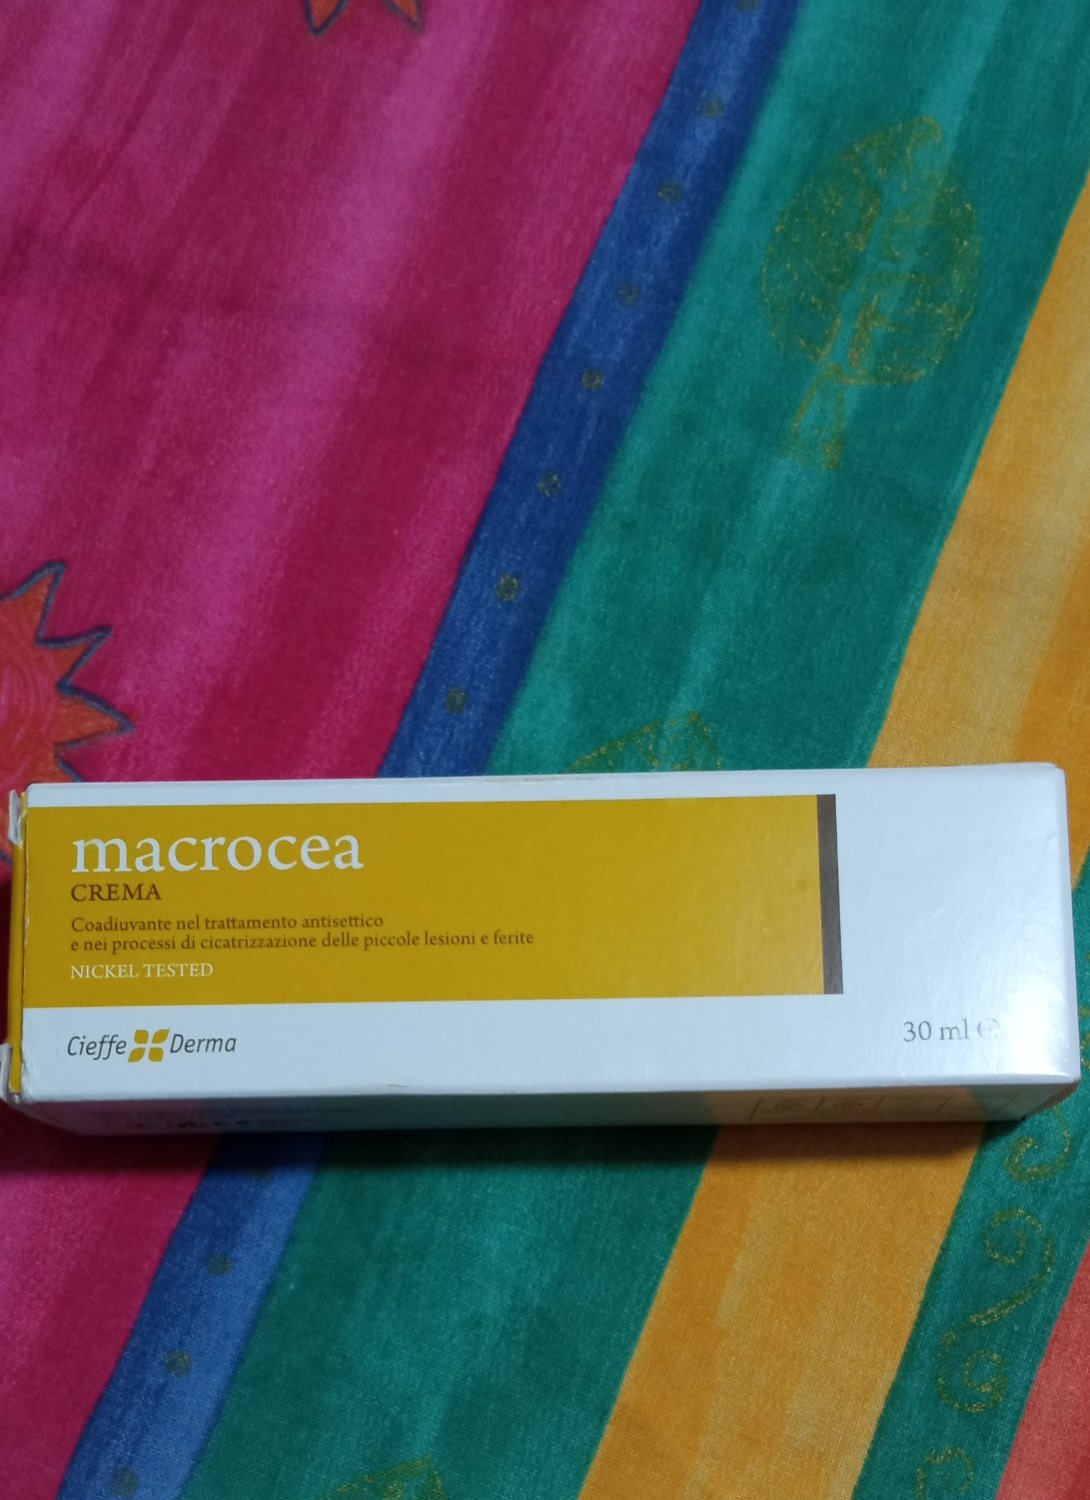 macrocea
CREMA
Coadiuvante nel trattamento antisettico
e nei processi di cicatrizzazione delle piccole lesioni e ferite
NICKEL TESTED
Cieffe Derma
30 ml ℮